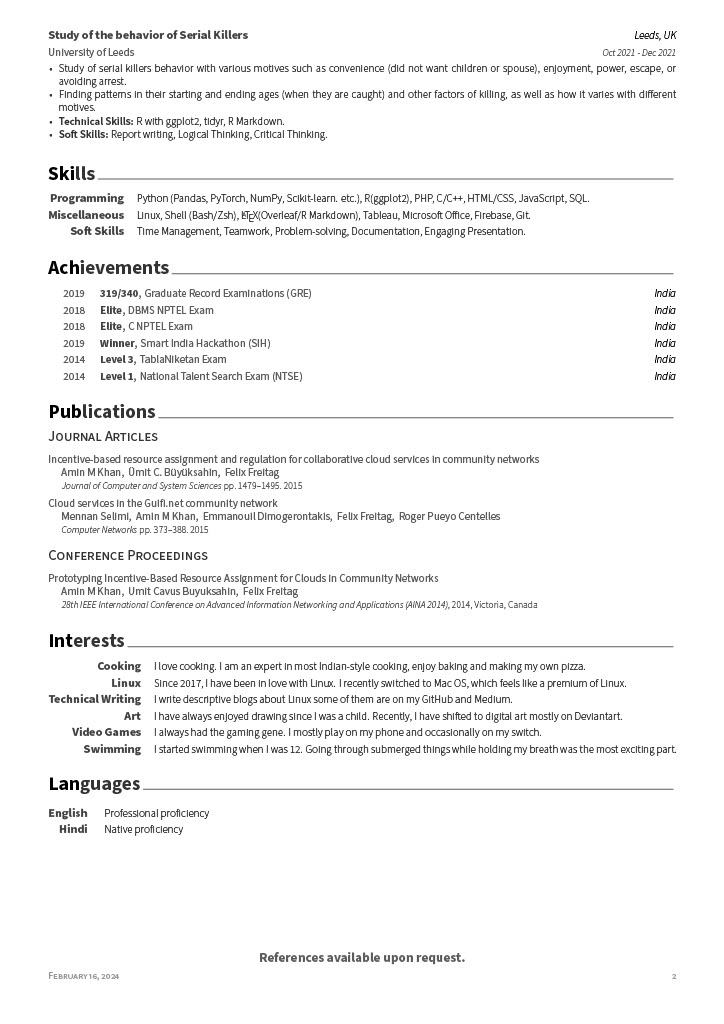 Study of the behavior of Serial Killers Leeds, UK
University of Leeds Oct 2021 - Dec 2021
• Study of serial killers behavior with various motives such as convenience (did not want children or spouse), enjoyment, power, escape, or
avoiding arrest.
• Finding patterns in their starting and ending ages (when they are caught) and other factors of killing, as well as how it varies with different
motives.
• Technical Skills: R with ggplot2, tidyr, R Markdown.
• Soft Skills: Report writing, Logical Thinking, Critical Thinking.
Skills
Programming Python (Pandas, PyTorch, NumPy, Scikit-learn. etc.), R(ggplot2), PHP, C/C++, HTML/CSS, JavaScript, SQL.
Miscellaneous Linux, Shell (Bash/Zsh), LATEX(Overleaf/R Markdown), Tableau, Microsoft Office, Firebase, Git.
Soft Skills Time Management, Teamwork, Problem-solving, Documentation, Engaging Presentation.
Achievements
2019 319/340, Graduate Record Examinations (GRE) India
2018 Elite, DBMS NPTEL Exam India
2018 Elite, C NPTEL Exam India
2019 Winner, Smart India Hackathon (SIH) India
2014 Level 3, TablaNiketan Exam India
2014 Level 1, National Talent Search Exam (NTSE) India
Publications
Journal Articles
Incentive-based resource assignment and regulation for collaborative cloud services in community networks
Amin M Khan, Ümit C. Büyükşahin, Felix Freitag
Journal of Computer and System Sciences pp. 1479–1495. 2015
Cloud services in the Guifi.net community network
Mennan Selimi, Amin M Khan, Emmanouil Dimogerontakis, Felix Freitag, Roger Pueyo Centelles
Computer Networks pp. 373–388. 2015
Conference Proceedings
Prototyping Incentive-Based Resource Assignment for Clouds in Community Networks
Amin M Khan, Umit Cavus Buyuksahin, Felix Freitag
28th IEEE International Conference on Advanced Information Networking and Applications (AINA 2014), 2014, Victoria, Canada
Interests
Cooking I love cooking. I am an expert in most Indian-style cooking, enjoy baking and making my own pizza.
Linux Since 2017, I have been in love with Linux. I recently switched to Mac OS, which feels like a premium of Linux.
Technical Writing I write descriptive blogs about Linux some of them are on my GitHub and Medium.
Art I have always enjoyed drawing since I was a child. Recently, I have shifted to digital art mostly on Deviantart.
Video Games I always had the gaming gene. I mostly play on my phone and occasionally on my switch.
Swimming I started swimming when I was 12. Going through submerged things while holding my breath was the most exciting part.
Languages
English Professional proficiency
Hindi Native proficiency
References available upon request.
February 16, 2024 2